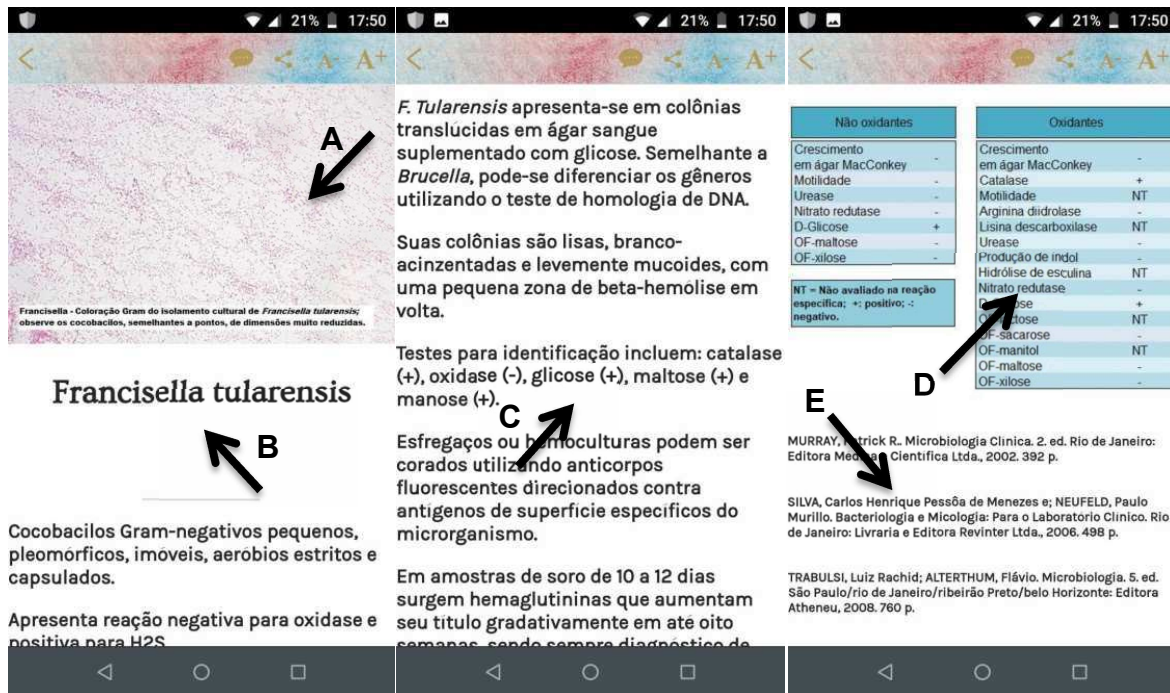 21% 17:50
A- A+
A
Francisella - Coloração Gram do isolamento cultural de Francisella tularensis;
observe os cocobacilos, semelhantes a pontos, de dimensões muito reduzidas.
Francisella tularensis
B
Cocobacilos Gram-negativos pequenos,
pleomórficos, imóveis, aeróbios estritos e
capsulados.
Apresenta reação negativa para oxidase e
positiva para H2S
21% 17:50
A- A+
F. Tularensis apresenta-se em colônias
translúcidas em ágar sangue
suplementado com glicose. Semelhante a
Brucella, pode-se diferenciar os gêneros
utilizando o teste de homologia de DNA.
Suas colônias são lisas, branco-
acinzentadas e levemente mucoides, com
uma pequena zona de beta-hemólise em
volta.
Testes para identificação incluem: catalase
(+), oxidase (-), glicose (+), maltose (+) e
manose (+).
C
Esfregaços ou hemoculturas podem ser
corados utilizando anticorpos
fluorescentes direcionados contra
antígenos de superfície específicos do
microrganismo.
Em amostras de soro de 10 a 12 dias
surgem hemaglutininas que aumentam
seu título gradativamente em até oito
semanas, sendo sempre diagnóstico de
21% 17:50
A- A+
Não oxidantes
Crescimento
em ágar MacConkey -
Motilidade -
Urease -
Nitrato redutase -
D-Glicose +
OF-maltose -
OF-xilose -
NT = Não avaliado na reação
específica; +: positivo; -:
negativo.
Oxidantes
Crescimento
em ágar MacConkey -
Catalase +
Motilidade NT
Arginina diidrolase -
Lisina descarboxilase NT
Urease -
Produção de indol -
Hidrólise de esculina NT
Nitrato redutase -
+
NT
OF-sacarose -
OF-manitol NT
OF-maltose -
OF-xilose -
D
E
MURRAY, Patrick R.. Microbiologia Clínica. 2. ed. Rio de Janeiro:
Editora Científica Ltda., 2002. 392 p.
SILVA, Carlos Henrique Pessôa de Menezes e; NEUFELD, Paulo
Murillo. Bacteriologia e Micologia: Para o Laboratório Clínico. Rio
de Janeiro: Livraria e Editora Revinter Ltda., 2006. 498 p.
TRABULSI, Luiz Rachid; ALTERTHUM, Flávio. Microbiologia. 5. ed.
São Paulo/rio de Janeiro/ribeirão Preto/belo Horizonte: Editora
Atheneu, 2008. 760 p.